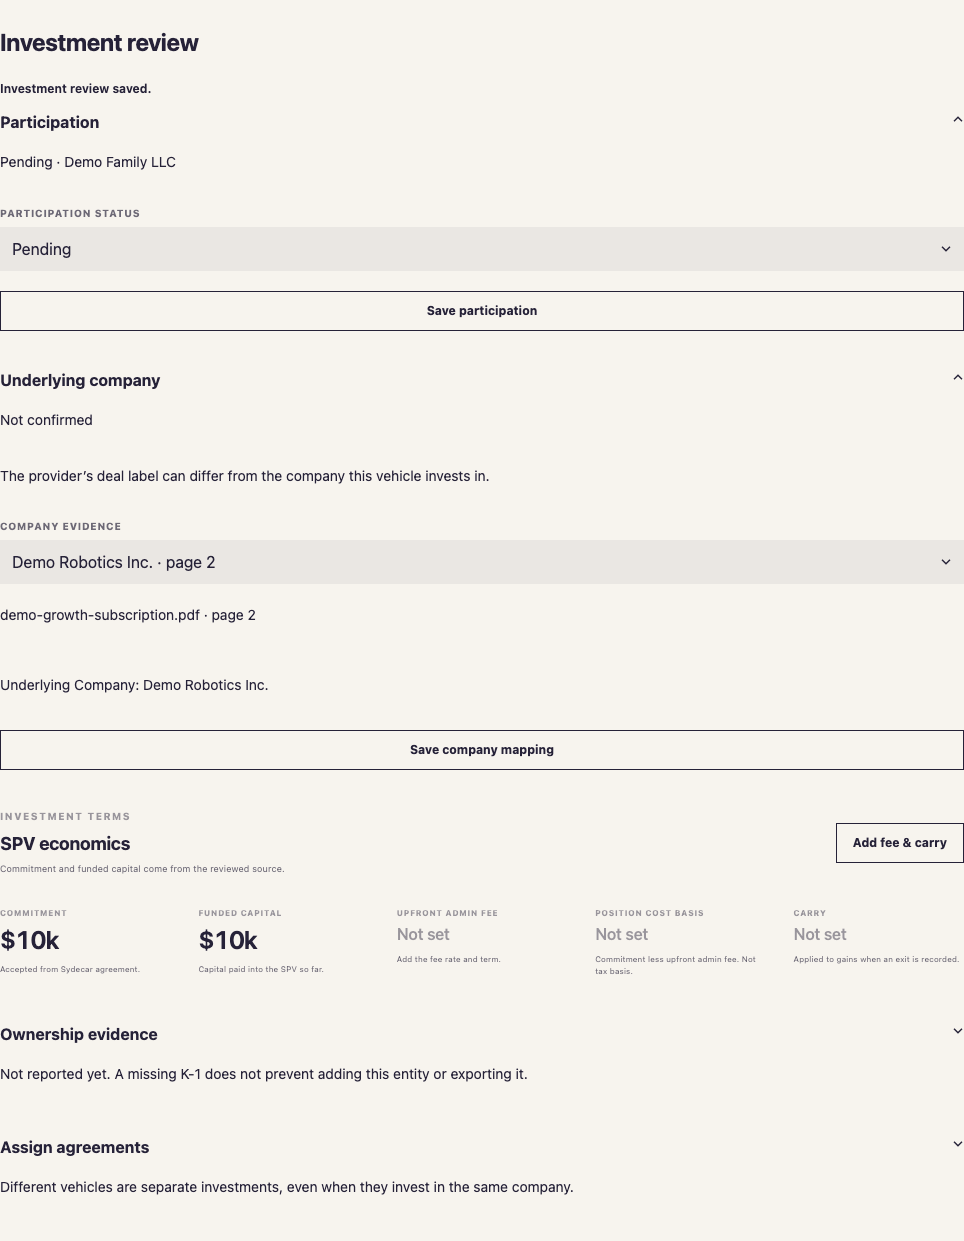 Investment review
Investment review saved.
Participation
Pending · Demo Family LLC
PARTICIPATION STATUS
Pending
Save participation
Underlying company
Not confirmed
The provider’s deal label can differ from the company this vehicle invests in.
COMPANY EVIDENCE
Demo Robotics Inc. · page 2
demo-growth-subscription.pdf · page 2
Underlying Company: Demo Robotics Inc.
Save company mapping
INVESTMENT TERMS
SPV economics
Add fee & carry
Commitment and funded capital come from the reviewed source.
COMMITMENT
$10k
Accepted from Sydecar agreement.
FUNDED CAPITAL
$10k
Capital paid into the SPV so far.
UPFRONT ADMIN FEE
Not set
Add the fee rate and term.
POSITION COST BASIS
Not set
Commitment less upfront admin fee. Not
tax basis.
CARRY
Not set
Applied to gains when an exit is recorded.
Ownership evidence
Not reported yet. A missing K-1 does not prevent adding this entity or exporting it.
Assign agreements
Different vehicles are separate investments, even when they invest in the same company.